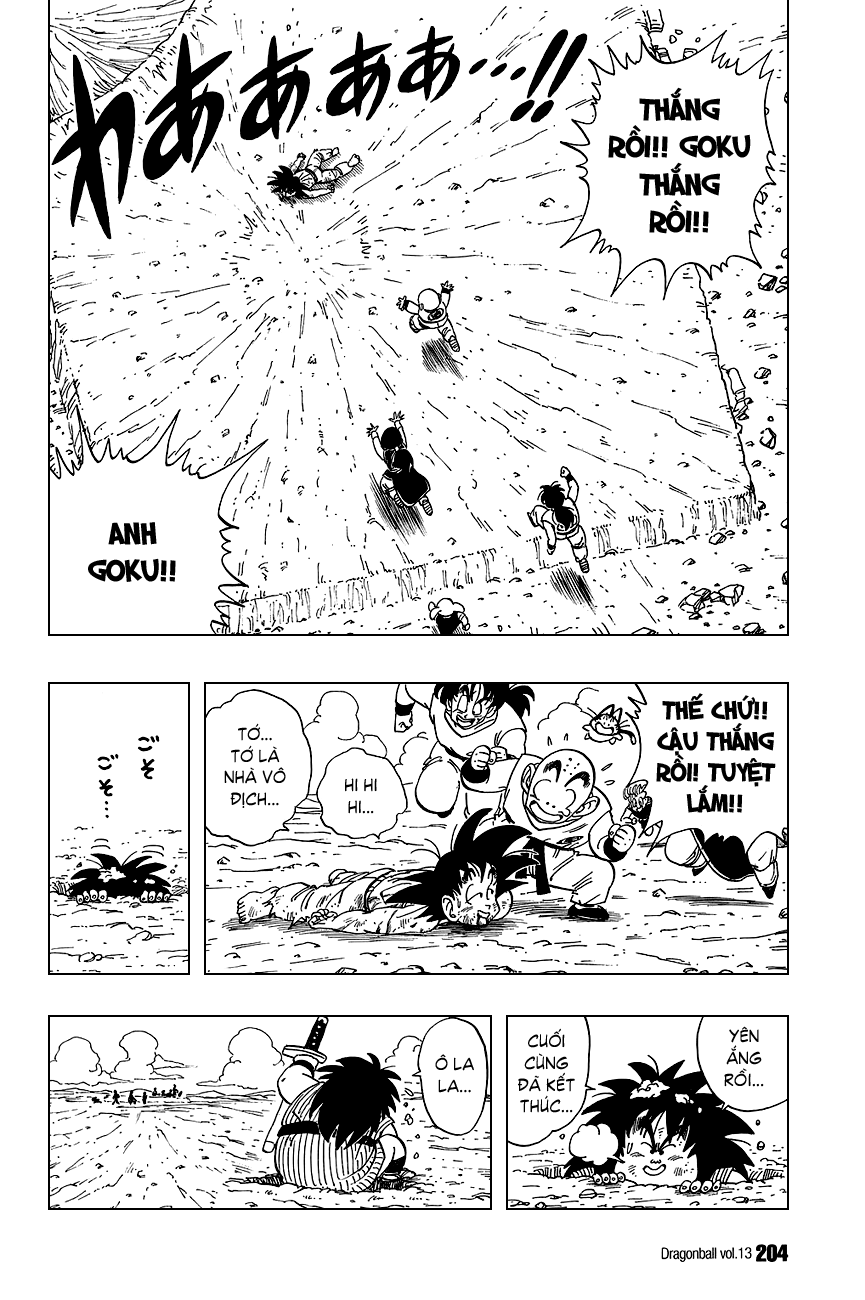 THẮNG
RỒI!! GOKU
THẮNG
RỒI!!
わあああぁ…!!
ANH
GOKU!!
THẾ CHỨ!!
CẬU THẮNG
RỒI! TUYỆT
LẮM!!
HI HI
HI...
TỚ...
TỚ LÀ
NHÀ VÔ
ĐỊCH...
ごそ
ごそ…
YÊN
ẮNG
RỒI...
CUỐI
CÙNG
ĐÃ KẾT
THÚC...
Ô LA
LA...
Dragonball vol.13 204